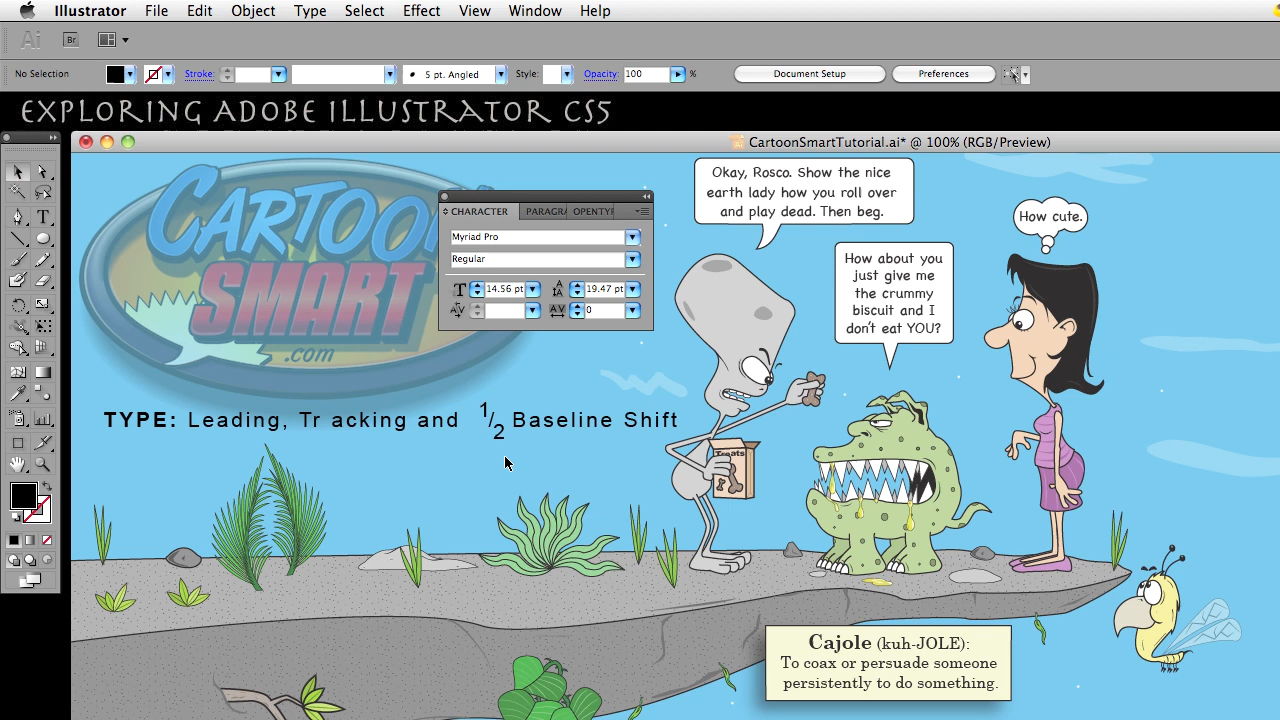 Illustrator File Edit Object Type Select Effect View Window Help
Ai Br
No Selection Stroke: 5 pt. Angled Style: Opacity: 100 % Document Setup Preferences
EXPLORING ADOBE ILLUSTRATOR CS5
CartoonSmartTutorial.ai* @ 100% (RGB/Preview)
CARTOON
SMART
.com
CHARACTER PARAGRA OPENTYP
Myriad Pro
Regular
14.56 pt 19.47 pt
0
Okay, Rosco. Show the nice
earth lady how you roll over
and play dead. Then beg.
How cute.
How about you
just give me
the crummy
biscuit and I
don't eat YOU?
TYPE: Leading, Tr acking and 1/2 Baseline Shift
Treats
Cajole (kuh-JOLE):
To coax or persuade someone
persistently to do something.